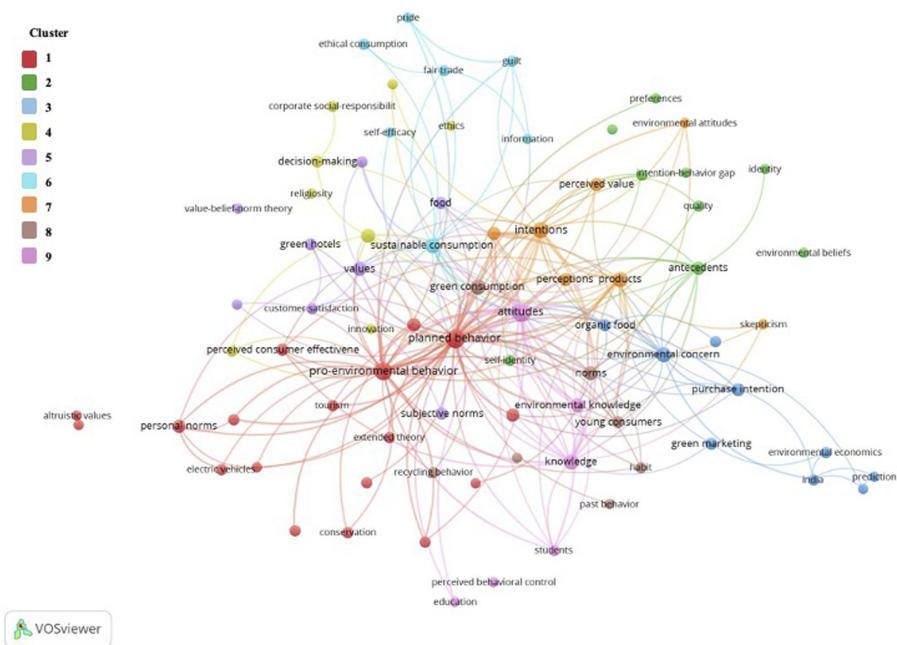 Cluster
1
2
3
4
5
6
7
8
9
pride
ethical consumption
guilt
fair-trade
preferences
corporate social-responsibilit
environmental attitudes
ethics
self-efficacy
information
decision-making
identity
intention-behavior gap
perceived value
religiosity
food
quality
value-belief-norm theory
intentions
green hotels
sustainable consumption
environmental beliefs
values
antecedents
perceptions
products
green consumption
customer satisfaction
attitudes
organic food
skepticism
innovation
planned behavior
perceived consumer effectivene
environmental concern
self-identity
pro-environmental behavior
norms
purchase intention
tourism
environmental knowledge
altruistic values
subjective norms
personal norms
young consumers
extended theory
green marketing
environmental economics
knowledge
electric vehicles
recycling behavior
habit
prediction
india
past behavior
conservation
students
perceived behavioral control
education
VOSviewer